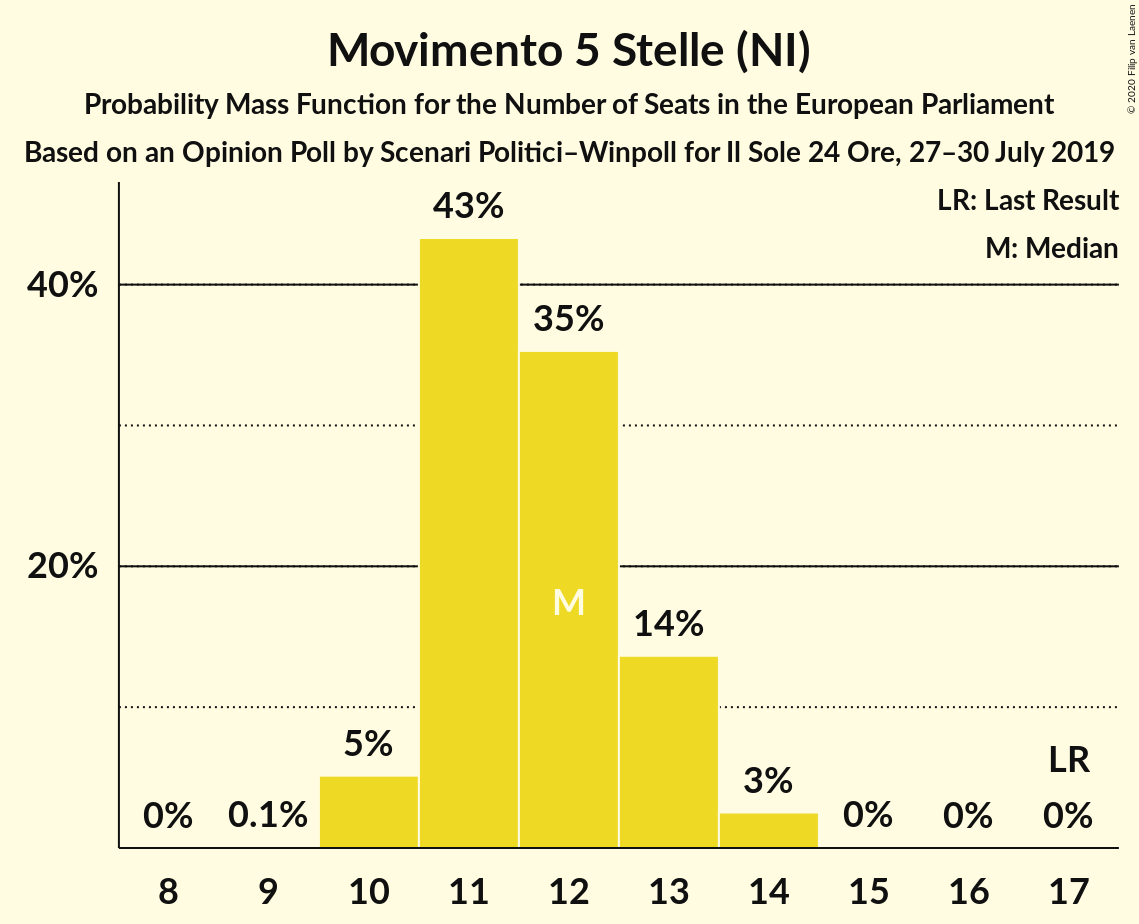 Movimento 5 Stelle (NI)
Probability Mass Function for the Number of Seats in the European Parliament
Based on an Opinion Poll by Scenari Politici–Winpoll for Il Sole 24 Ore, 27–30 July 2019
© 2020 Filip van Laenen
LR: Last Result
M: Median
43%
40%
35%
20%
M
14%
5%
3%
LR
0% 0.1% 0% 0% 0%
8 9 10 11 12 13 14 15 16 17